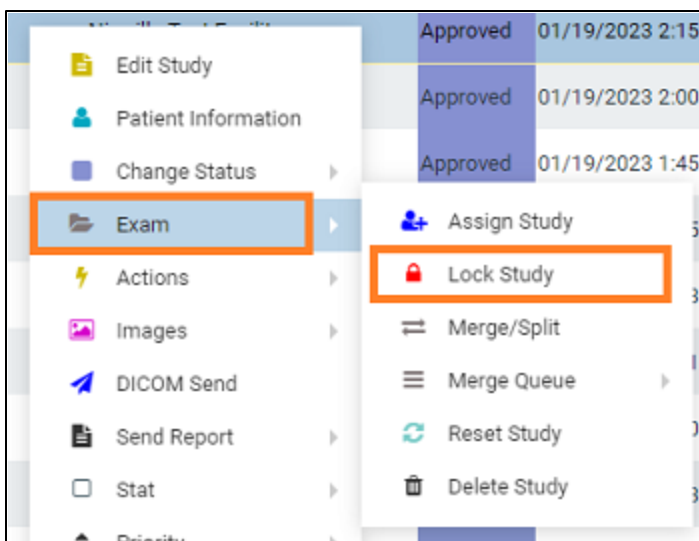 Approved 01/19/2023 2:15
Edit Study
Approved 01/19/2023 2:00
Patient Information
Change Status
Approved 01/19/2023 1:45
Exam
Assign Study
Actions
Lock Study
Images
Merge/Split
DICOM Send
Merge Queue
Send Report
Reset Study
Stat
Delete Study
Priority